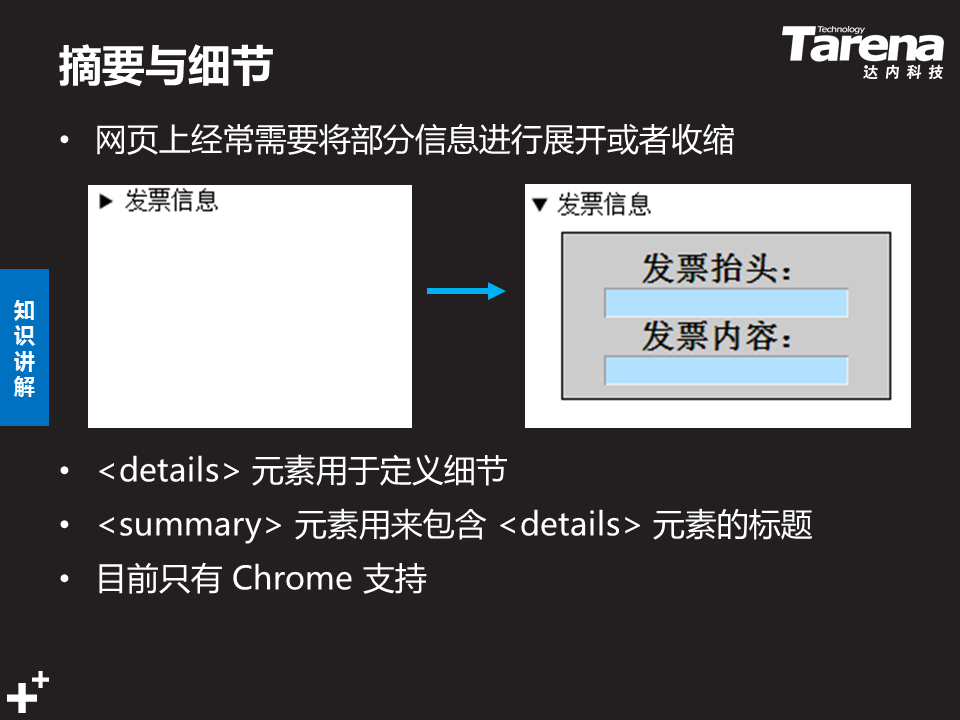 摘要与细节
Technology
Tarena
达内科技
• 网页上经常需要将部分信息进行展开或者收缩
▶ 发票信息
▼ 发票信息
发票抬头：
发票内容：
知识讲解
• <details> 元素用于定义细节
• <summary> 元素用来包含 <details> 元素的标题
• 目前只有 Chrome 支持